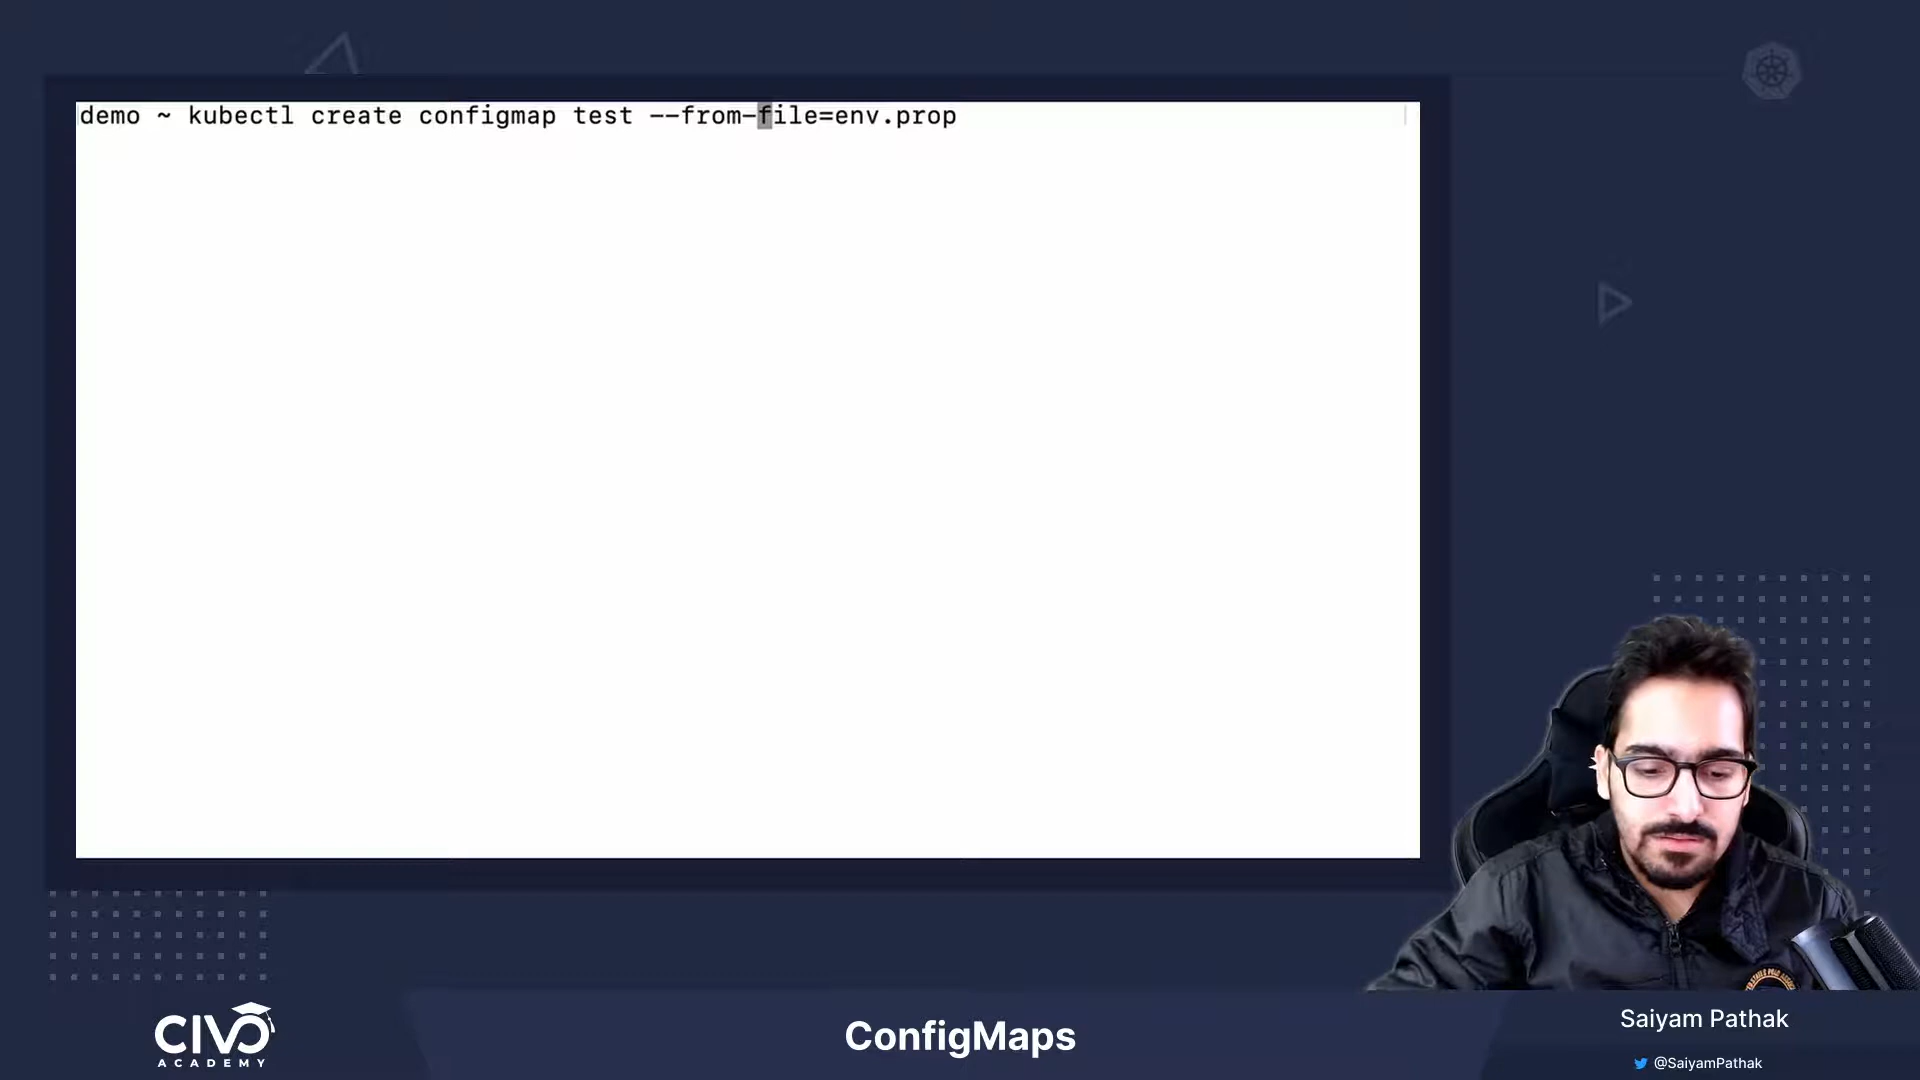 demo ~ kubectl create configmap test --from-file=env.prop
CIVO
ACADEMY
ConfigMaps
Saiyam Pathak
@SaiyamPathak